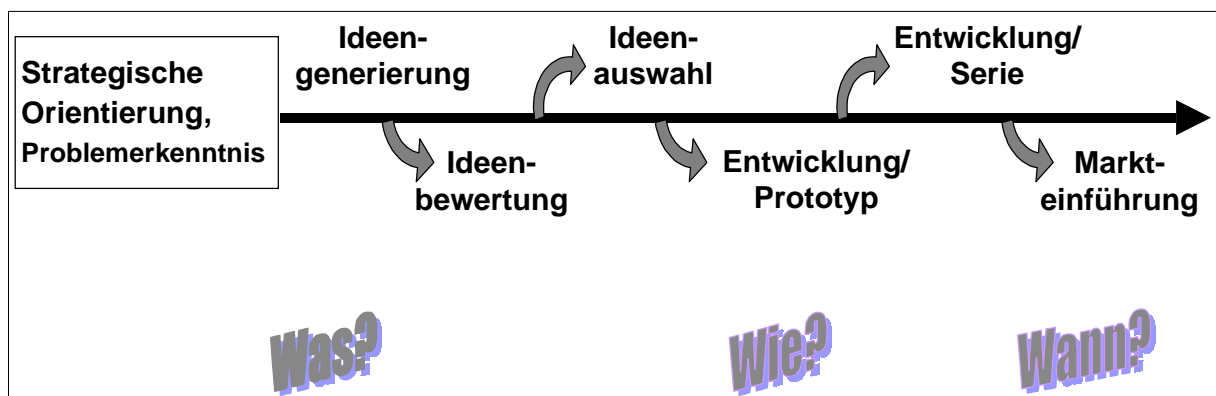 Strategische
Orientierung,
Problemerkenntnis
Ideen-
generierung
Ideen-
bewertung
Ideen-
auswahl
Entwicklung/
Prototyp
Entwicklung/
Serie
Markt-
einführung
Was?
Wie?
Wann?